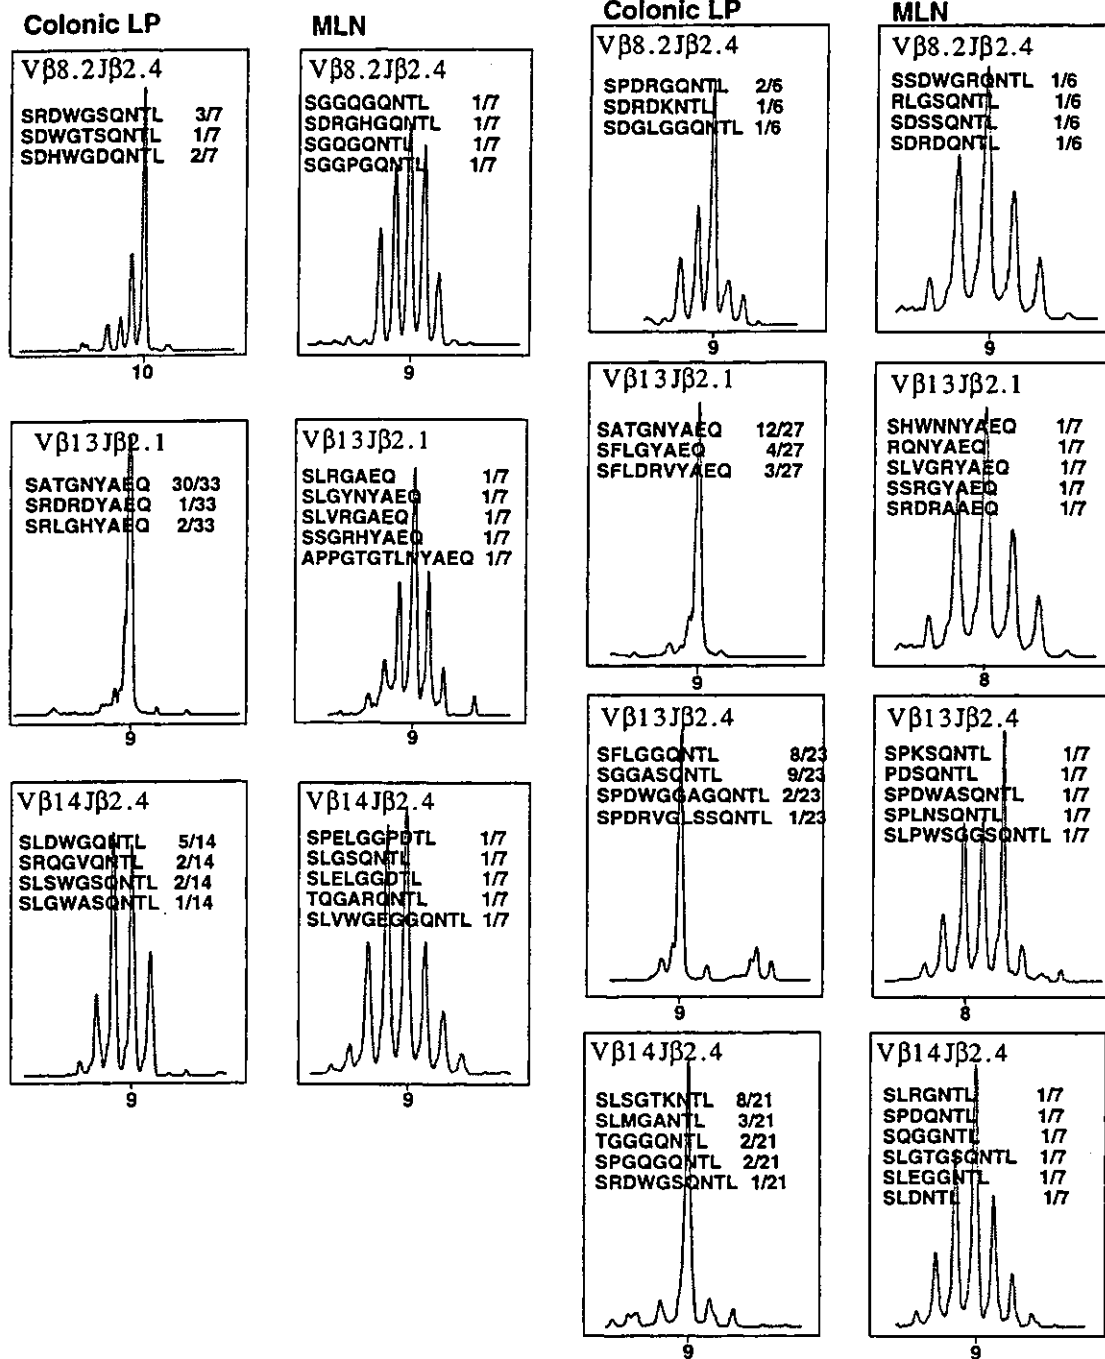 Colonic LP
MLN
Vβ8.2Jβ2.4
SRDWGSQNTL 3/7
SDWGTSQNTL 1/7
SDHWGDQNTL 2/7
10
Vβ8.2Jβ2.4
SGGQGQNTL 1/7
SDRGHGQNTL 1/7
SGQGQNTL 1/7
SGGPGQNTL 1/7
9
Vβ13Jβ2.1
SATGNYAEQ 30/33
SRDRDYAEQ 1/33
SRLGHYAEQ 2/33
9
Vβ13Jβ2.1
SLRGAEQ 1/7
SLGYNYAEQ 1/7
SLVRGAEQ 1/7
SSGRHYAEQ 1/7
APPGTGTLNYAEQ 1/7
9
Vβ14Jβ2.4
SLDWGQNTL 5/14
SRQGVQNTL 2/14
SLSWGSQNTL 2/14
SLGWASQNTL 1/14
9
Vβ14Jβ2.4
SPELGGPDTL 1/7
SLGSQNTL 1/7
SLELGGDTL 1/7
TQGARQNTL 1/7
SLVWGEGGQNTL 1/7
9
Colonic LP
MLN
Vβ8.2Jβ2.4
SPDRGQNTL 2/6
SDRDKNTL 1/6
SDGLGGQNTL 1/6
9
Vβ8.2Jβ2.4
SSDWGRQNTL 1/6
RLGSQNTL 1/6
SDSSQNTL 1/6
SDRDQNTL 1/6
9
Vβ13Jβ2.1
SATGNYAEQ 12/27
SFLGYAEQ 4/27
SFLDRVYAEQ 3/27
9
Vβ13Jβ2.1
SHWNNYAEQ 1/7
RQNYAEQ 1/7
SLVGRYAEQ 1/7
SSRGYAEQ 1/7
SRDRAAEQ 1/7
8
Vβ13Jβ2.4
SFLGGQNTL 8/23
SGGASQNTL 9/23
SPDWGGAGQNTL 2/23
SPDRVGLSSQNTL 1/23
9
Vβ13Jβ2.4
SPKSQNTL 1/7
PDSQNTL 1/7
SPDWASQNTL 1/7
SPLNSQNTL 1/7
SLPWSGGSQNTL 1/7
8
Vβ14Jβ2.4
SLSGTKNTL 8/21
SLMGANTL 3/21
TGGGQNTL 2/21
SPGQGQNTL 2/21
SRDWGSQNTL 1/21
9
Vβ14Jβ2.4
SLRGNTL 1/7
SPDQNTL 1/7
SQGGNTL 1/7
SLGTGSQNTL 1/7
SLEGGNTL 1/7
SLDNTL 1/7
9